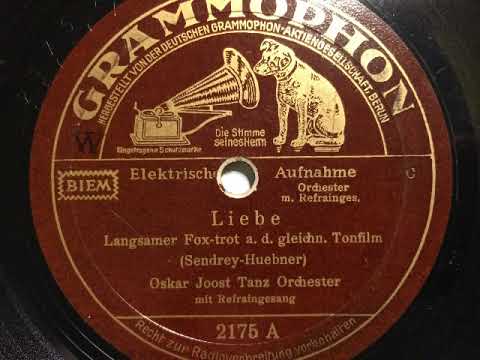 GRAMMOPHON
HERGESTELLT VON DER DEUTSCHEN GRAMMOPHON-AKTIENGESELLSCHAFT, BERLIN
W
Die Stimme
seines Herrn
Eingetragene Schutzmarke
BIEM
Elektrische Aufnahme
C
Orchester
m. Refrainges.
Liebe
Langsamer Fox-trot a. d. gleichn. Tonfilm
(Sendrey-Huebner)
Oskar Joost Tanz Orchester
mit Refraingesang
2175 A
Recht zur Radioverbreitung vorbehalten